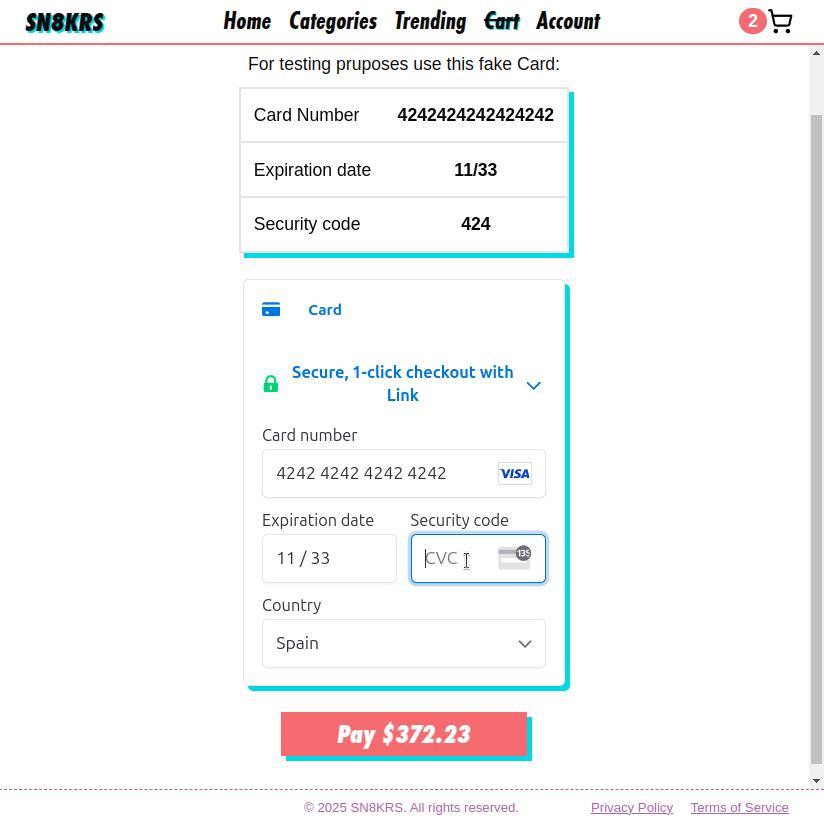 SN8KRS Home Categories Trending Cart Account 2
For testing pruposes use this fake Card:
Card Number 4242424242424242
Expiration date 11/33
Security code 424
Card
Secure, 1-click checkout with
Link
Card number
4242 4242 4242 4242 VISA
Expiration date Security code
11 / 33 CVC 135
Country
Spain
Pay $372.23
© 2025 SN8KRS. All rights reserved. Privacy Policy Terms of Service